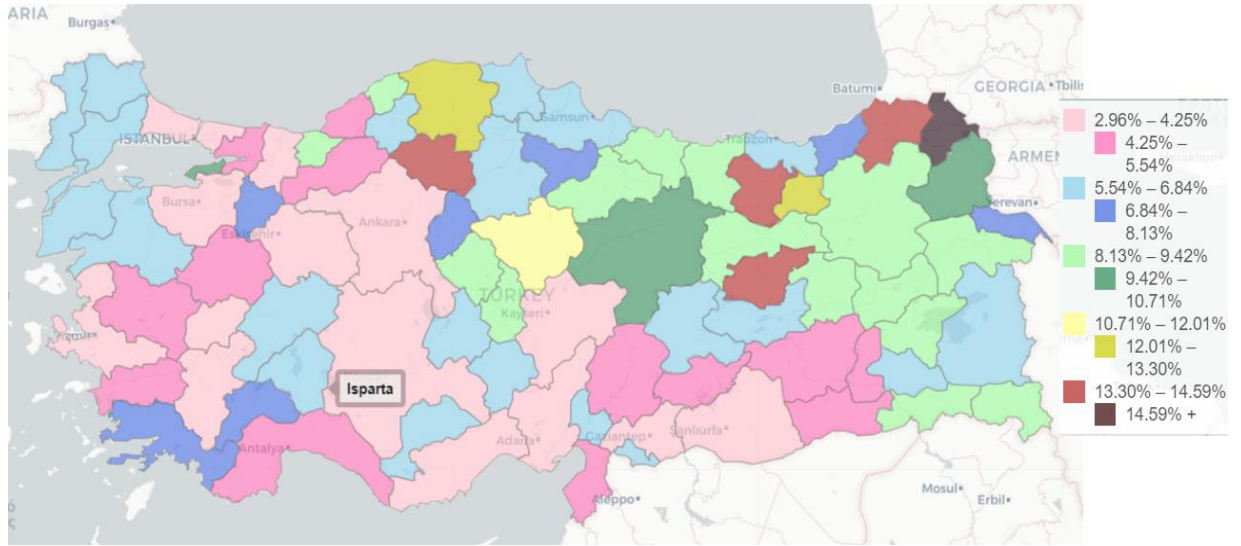 ARIA
Burgas
Batumi
GEORGIA
Tbilis
ISTANBUL
Samsun
Trabzon
ARMEN
Yerevan
Bursa
Eskisehir
Ankara
TURKEY
Kayseri
Izmir
Isparta
Antalya
Adana
Gaziantep
Sanliurfa
Aleppo
Mosul
Erbil
2.96% – 4.25%
4.25% –
5.54%
5.54% – 6.84%
6.84% –
8.13%
8.13% – 9.42%
9.42% –
10.71%
10.71% – 12.01%
12.01% –
13.30%
13.30% – 14.59%
14.59% +